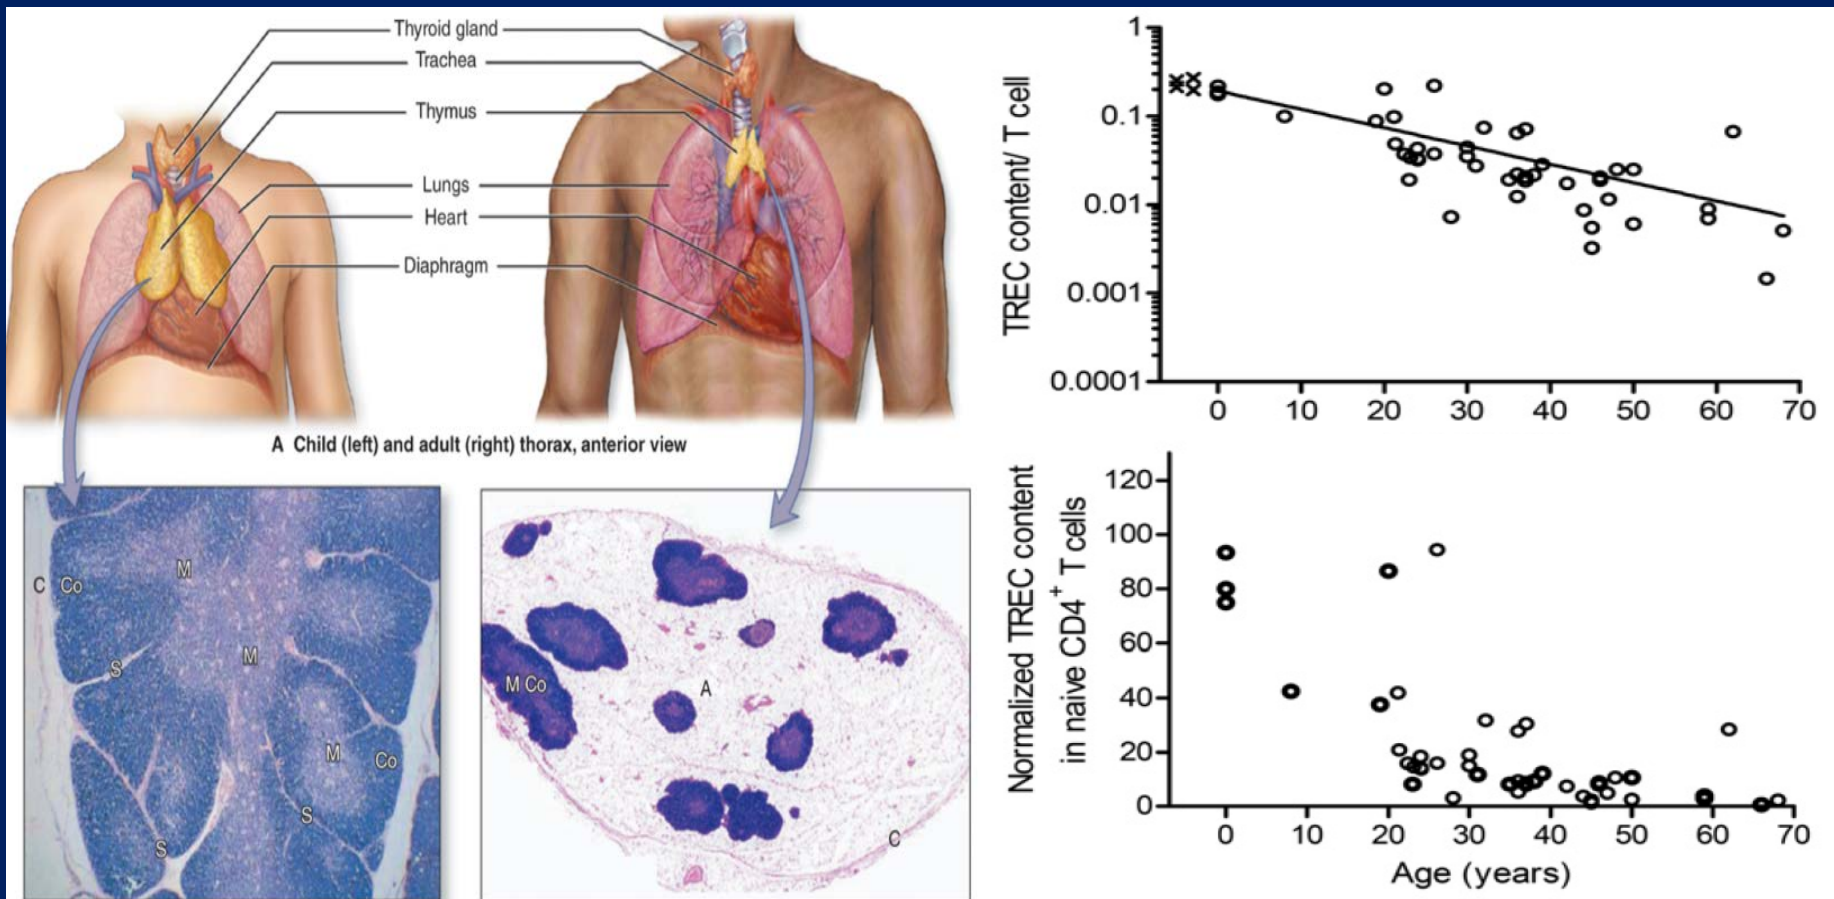 Thyroid gland
Trachea
Thymus
Lungs
Heart
Diaphragm
A Child (left) and adult (right) thorax, anterior view
C Co
M
M
S
M
Co
S
S
M Co
A
C
TREC content/ T cell
1
0.1
0.01
0.001
0.0001
0 10 20 30 40 50 60 70
Normalized TREC content
in naive CD4+ T cells
120
100
80
60
40
20
0
0 10 20 30 40 50 60 70
Age (years)